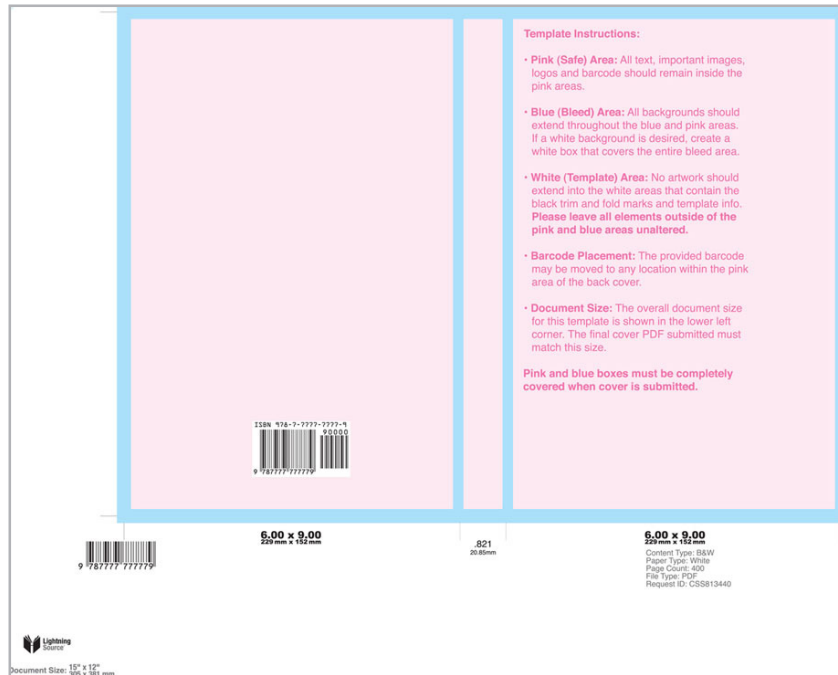 Template Instructions:
• Pink (Safe) Area: All text, important images,
logos and barcode should remain inside the
pink areas.
• Blue (Bleed) Area: All backgrounds should
extend throughout the blue and pink areas.
If a white background is desired, create a
white box that covers the entire bleed area.
• White (Template) Area: No artwork should
extend into the white areas that contain the
black trim and fold marks and template info.
Please leave all elements outside of the
pink and blue areas unaltered.
• Barcode Placement: The provided barcode
may be moved to any location within the pink
area of the back cover.
• Document Size: The overall document size
for this template is shown in the lower left
corner. The final cover PDF submitted must
match this size.
Pink and blue boxes must be completely
covered when cover is submitted.
ISBN 976-7-7777-7777-9
90000
9 787777 777779
6.00 x 9.00
229 mm x 152 mm
.821
20.85mm
6.00 x 9.00
229 mm x 152 mm
Content Type: B&W
Paper Type: White
Page Count: 400
File Type: PDF
Request ID: CSS813440
9 787777 777779
Lightning
Source
Document Size: 15" x 12"
305 x 381 mm